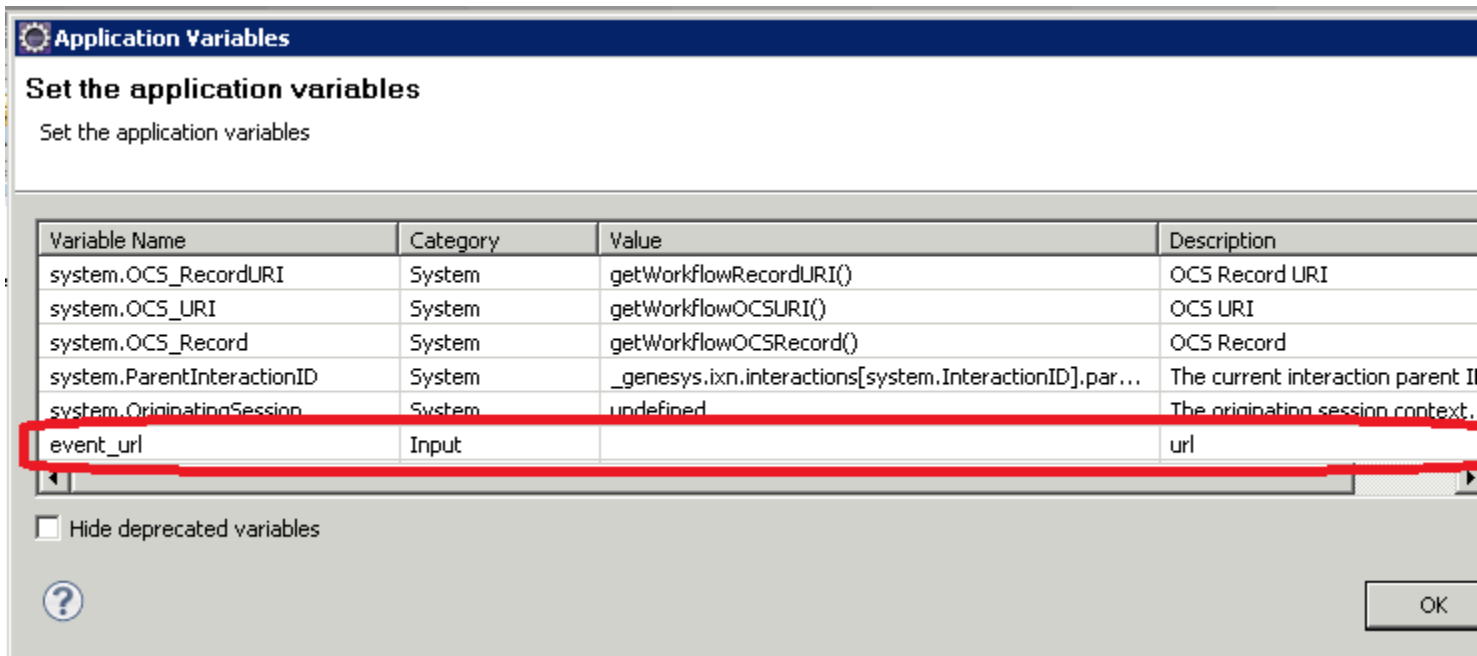 Application Variables
Set the application variables
Set the application variables
Variable Name Category Value Description
system.OCS_RecordURI System getWorkflowRecordURI() OCS Record URI
system.OCS_URI System getWorkflowOCSURI() OCS URI
system.OCS_Record System getWorkflowOCSRecord() OCS Record
system.ParentInteractionID System _genesys.ixn.interactions[system.InteractionID].par... The current interaction parent I
system.OriginatingSession System undefined The originating session context.
event_url Input url
Hide deprecated variables
?
OK